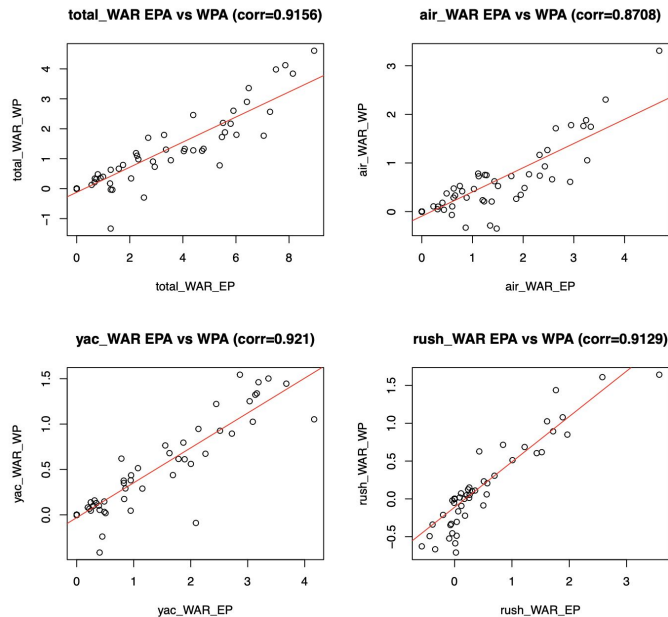 total_WAR EPA vs WPA (corr=0.9156)
total_WAR_WP
-1 0 1 2 3 4
0 2 4 6 8
total_WAR_EP
air_WAR EPA vs WPA (corr=0.8708)
air_WAR_WP
0 1 2 3
0 1 2 3 4
air_WAR_EP
yac_WAR EPA vs WPA (corr=0.921)
yac_WAR_WP
0.0 0.5 1.0 1.5
0 1 2 3 4
yac_WAR_EP
rush_WAR EPA vs WPA (corr=0.9129)
rush_WAR_WP
-0.5 0.0 0.5 1.0 1.5
0 1 2 3
rush_WAR_EP